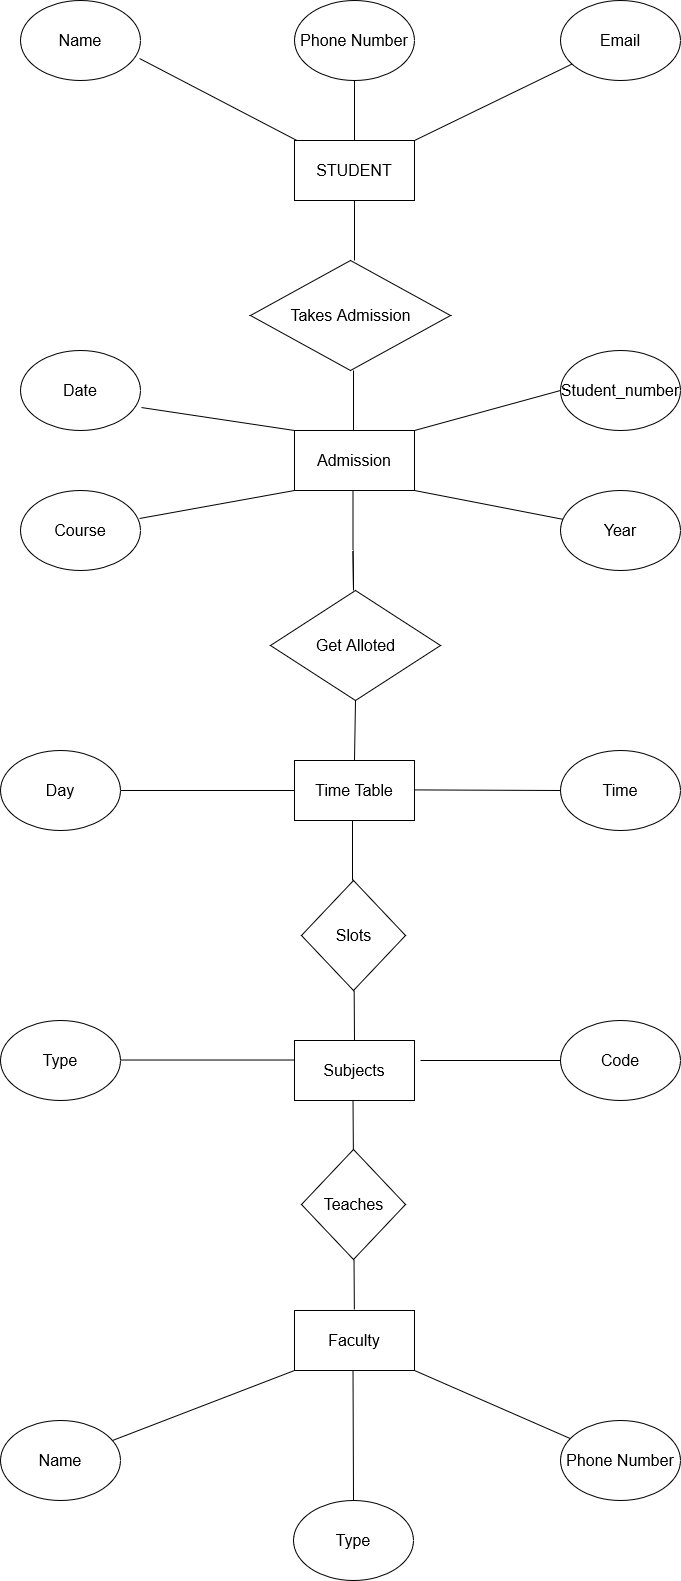 Name
Phone Number
Email
STUDENT
Takes Admission
Date
Student_number
Admission
Course
Year
Get Alloted
Day
Time Table
Time
Slots
Type
Subjects
Code
Teaches
Faculty
Name
Phone Number
Type